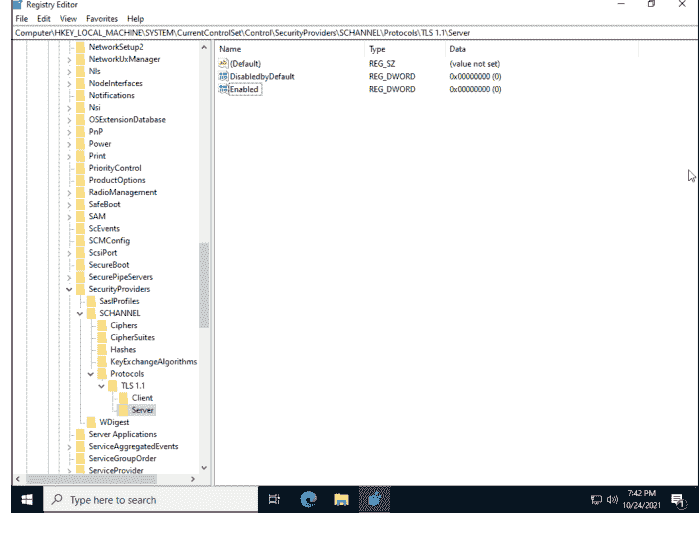 Registry Editor
File Edit View Favorites Help
Computer\HKEY_LOCAL_MACHINE\SYSTEM\CurrentControlSet\Control\SecurityProviders\SCHANNEL\Protocols\TLS 1.1\Server
NetworkSetup2
NetworkUxManager
Nls
NodeInterfaces
Notifications
Nsi
OSExtensionDatabase
PnP
Power
Print
PriorityControl
ProductOptions
RadioManagement
SafeBoot
SAM
ScEvents
SCMConfig
ScsiPort
SecureBoot
SecurePipeServers
SecurityProviders
SaslProfiles
SCHANNEL
Ciphers
CipherSuites
Hashes
KeyExchangeAlgorithms
Protocols
TLS 1.1
Client
Server
WDigest
Server Applications
ServiceAggregatedEvents
ServiceGroupOrder
ServiceProvider
Name Type Data
(Default) REG_SZ (value not set)
DisabledbyDefault REG_DWORD 0x00000000 (0)
Enabled REG_DWORD 0x00000000 (0)
Type here to search
7:42 PM
10/24/2021